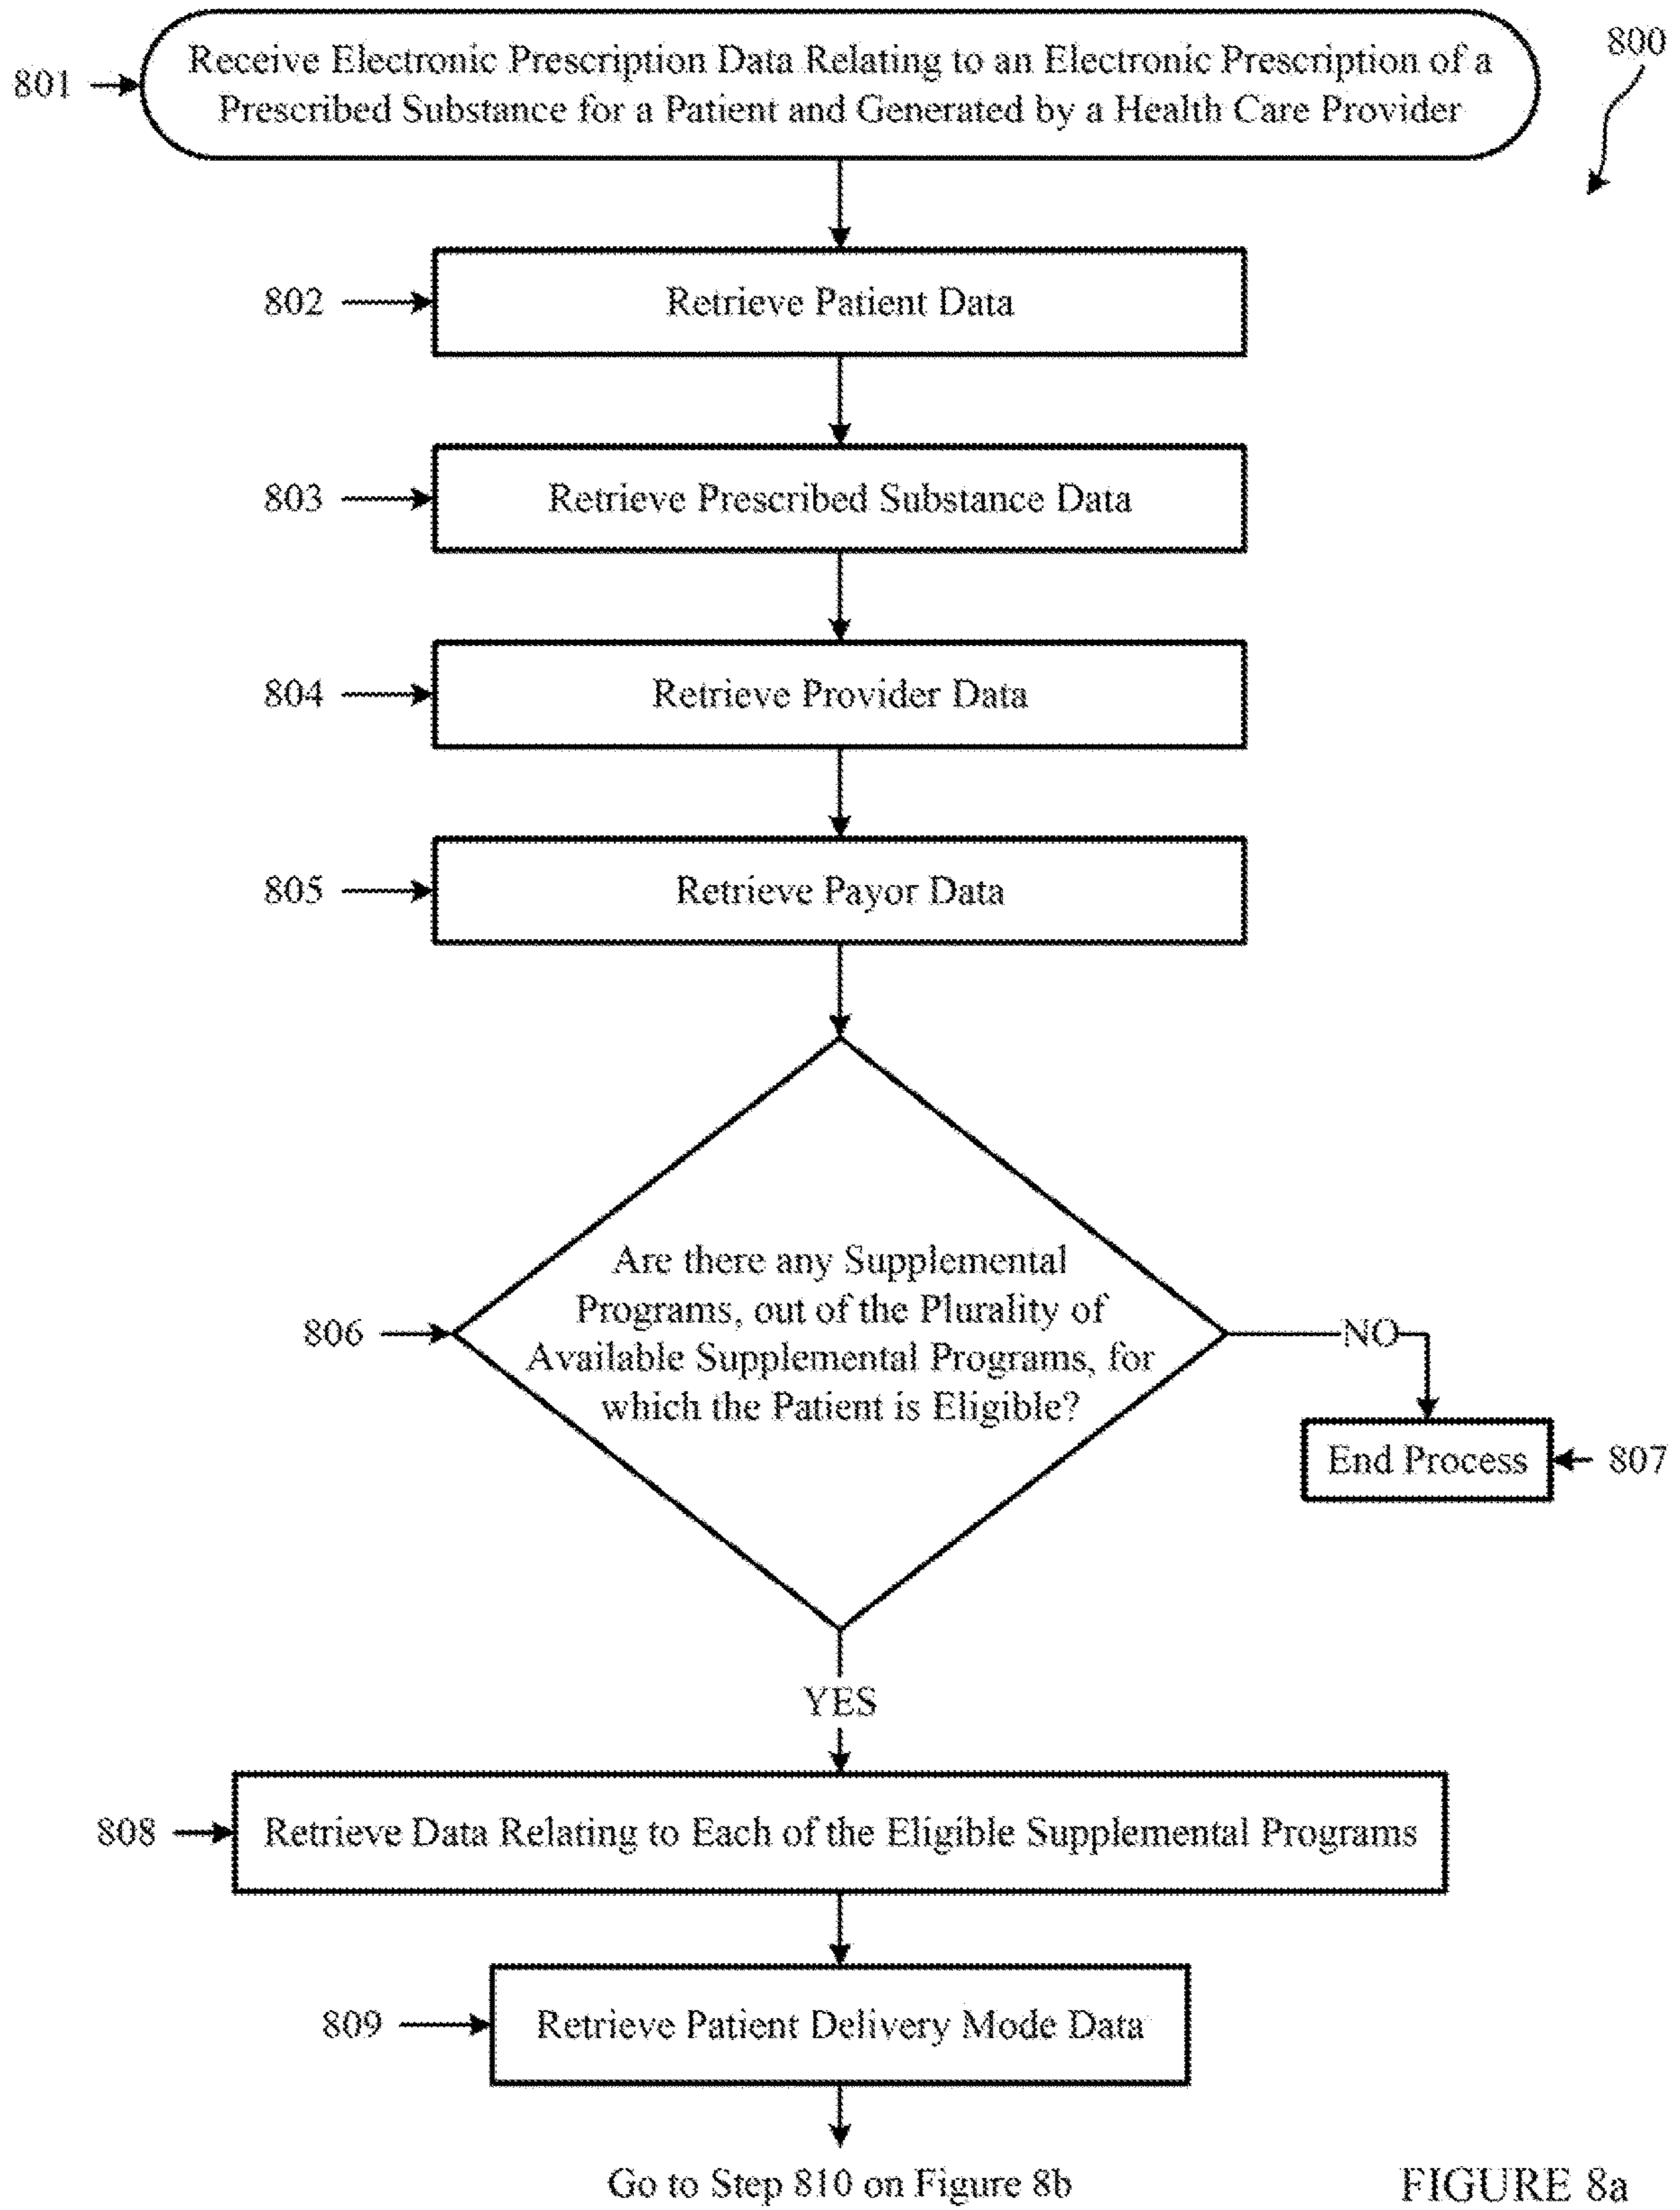 800
801
Receive Electronic Prescription Data Relating to an Electronic Prescription of a
Prescribed Substance for a Patient and Generated by a Health Care Provider
802
Retrieve Patient Data
803
Retrieve Prescribed Substance Data
804
Retrieve Provider Data
805
Retrieve Payor Data
806
Are there any Supplemental
Programs, out of the Plurality of
Available Supplemental Programs, for
which the Patient is Eligible?
NO
End Process
807
YES
808
Retrieve Data Relating to Each of the Eligible Supplemental Programs
809
Retrieve Patient Delivery Mode Data
Go to Step 810 on Figure 8b
FIGURE 8a